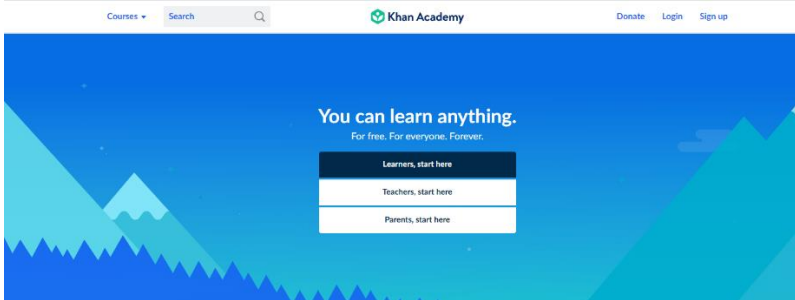 Courses
Search
Khan Academy
Donate
Login
Sign up
You can learn anything.
For free. For everyone. Forever.
Learners, start here
Teachers, start here
Parents, start here